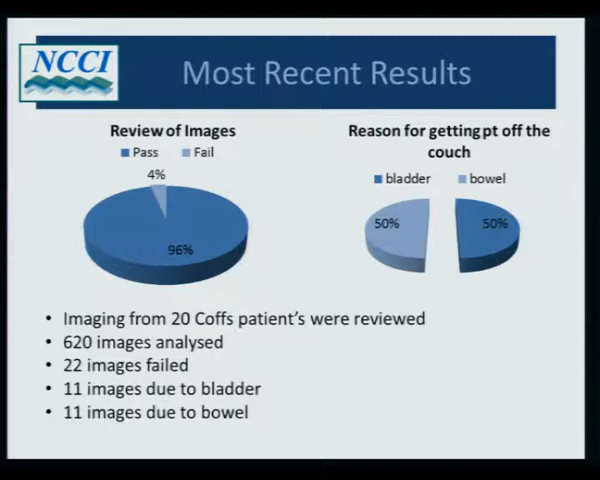 NCCI
Most Recent Results
Review of Images
Pass Fail
4%
96%
Reason for getting pt off the
couch
bladder bowel
50% 50%
• Imaging from 20 Coffs patient's were reviewed
• 620 images analysed
• 22 images failed
• 11 images due to bladder
• 11 images due to bowel